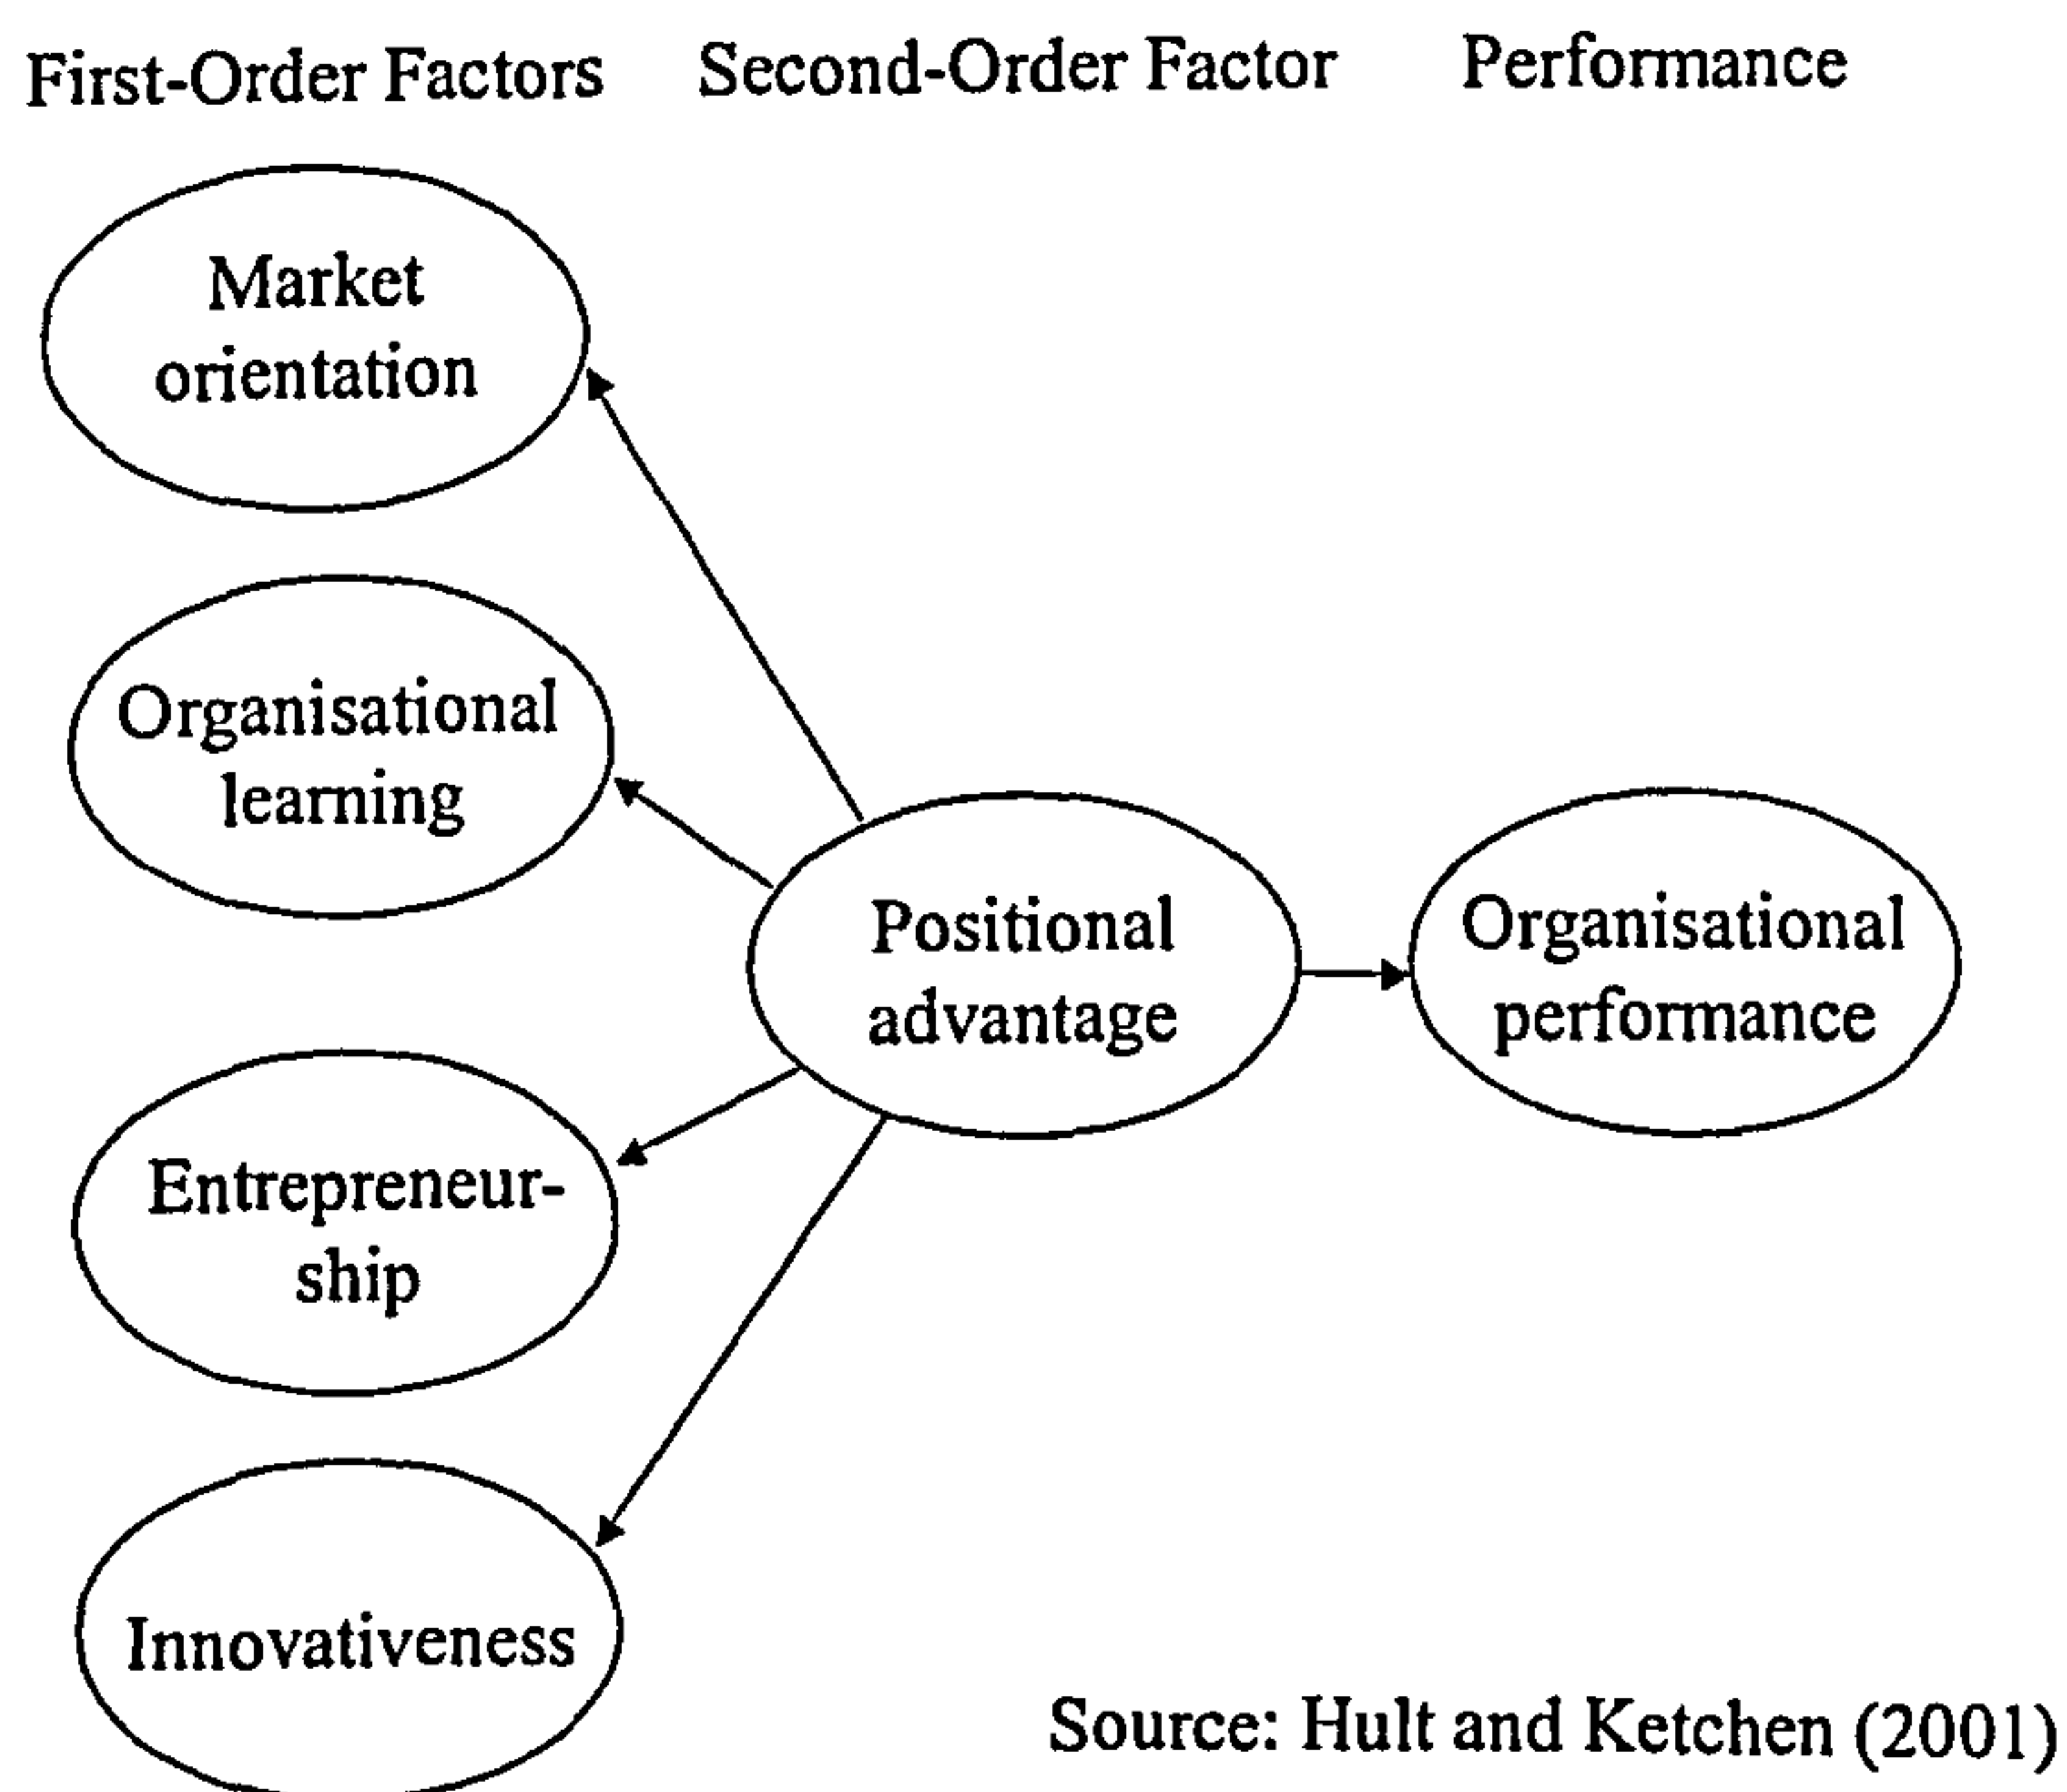 First-Order Factors
Second-Order Factor
Performance
Market
orientation
Organisational
learning
Entrepreneur-
ship
Innovativeness
Positional
advantage
Organisational
performance
Source: Hult and Ketchen (2001)